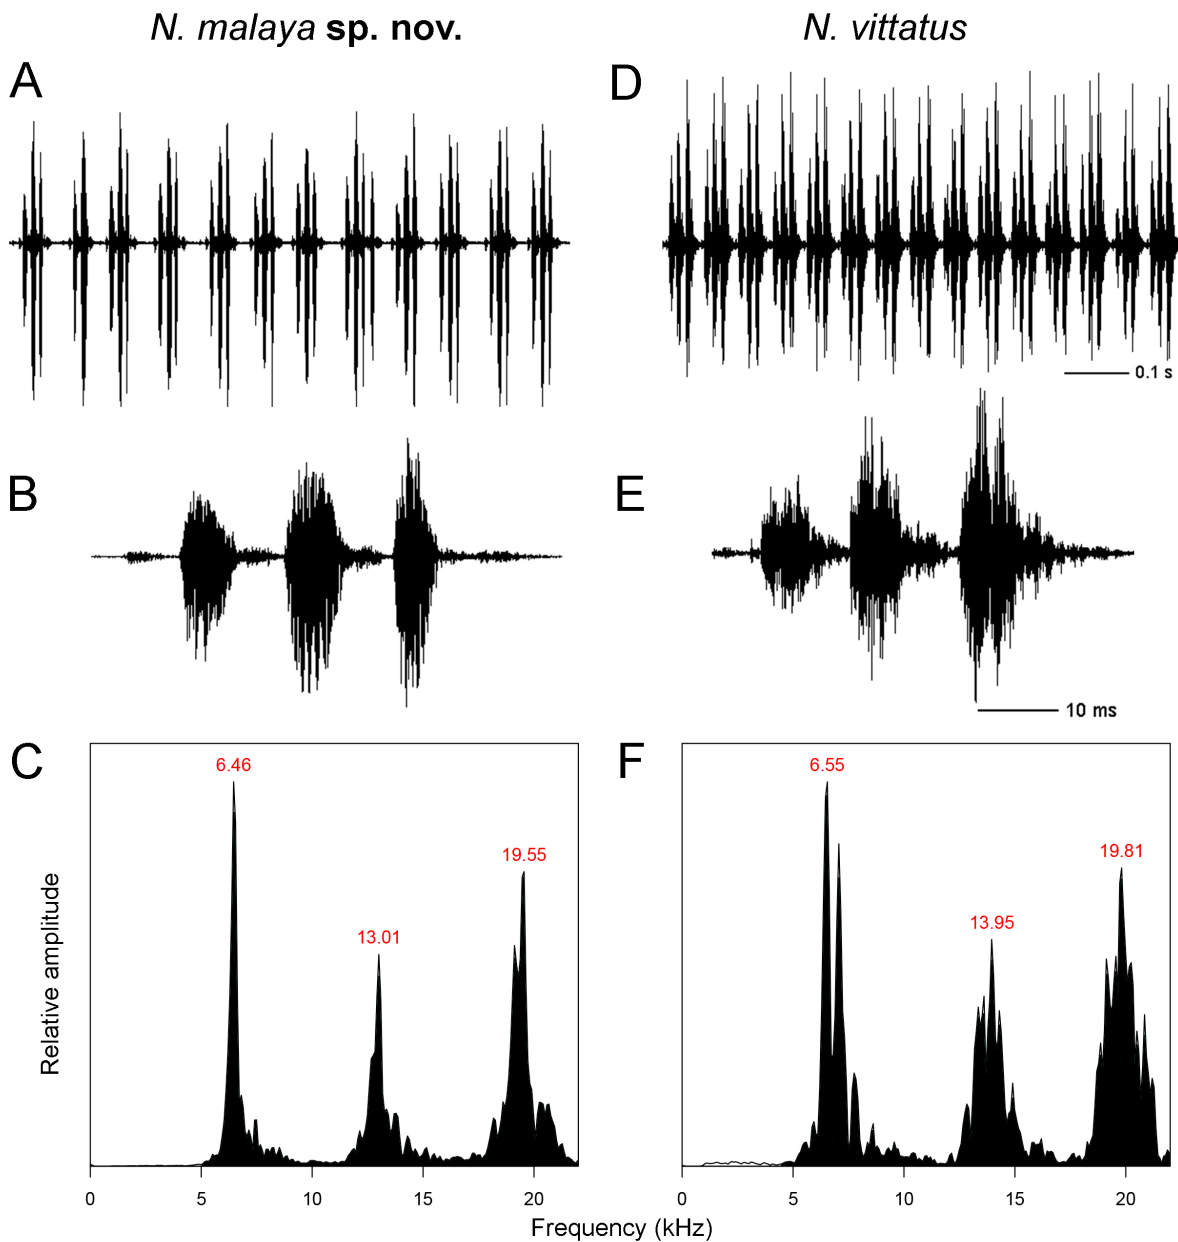 N. malaya sp. nov.
N. vittatus
A
D
0.1 s
B
E
10 ms
C
6.46
13.01
19.55
Relative amplitude
0 5 10 15 20
F
6.55
13.95
19.81
0 5 10 15 20
Frequency (kHz)